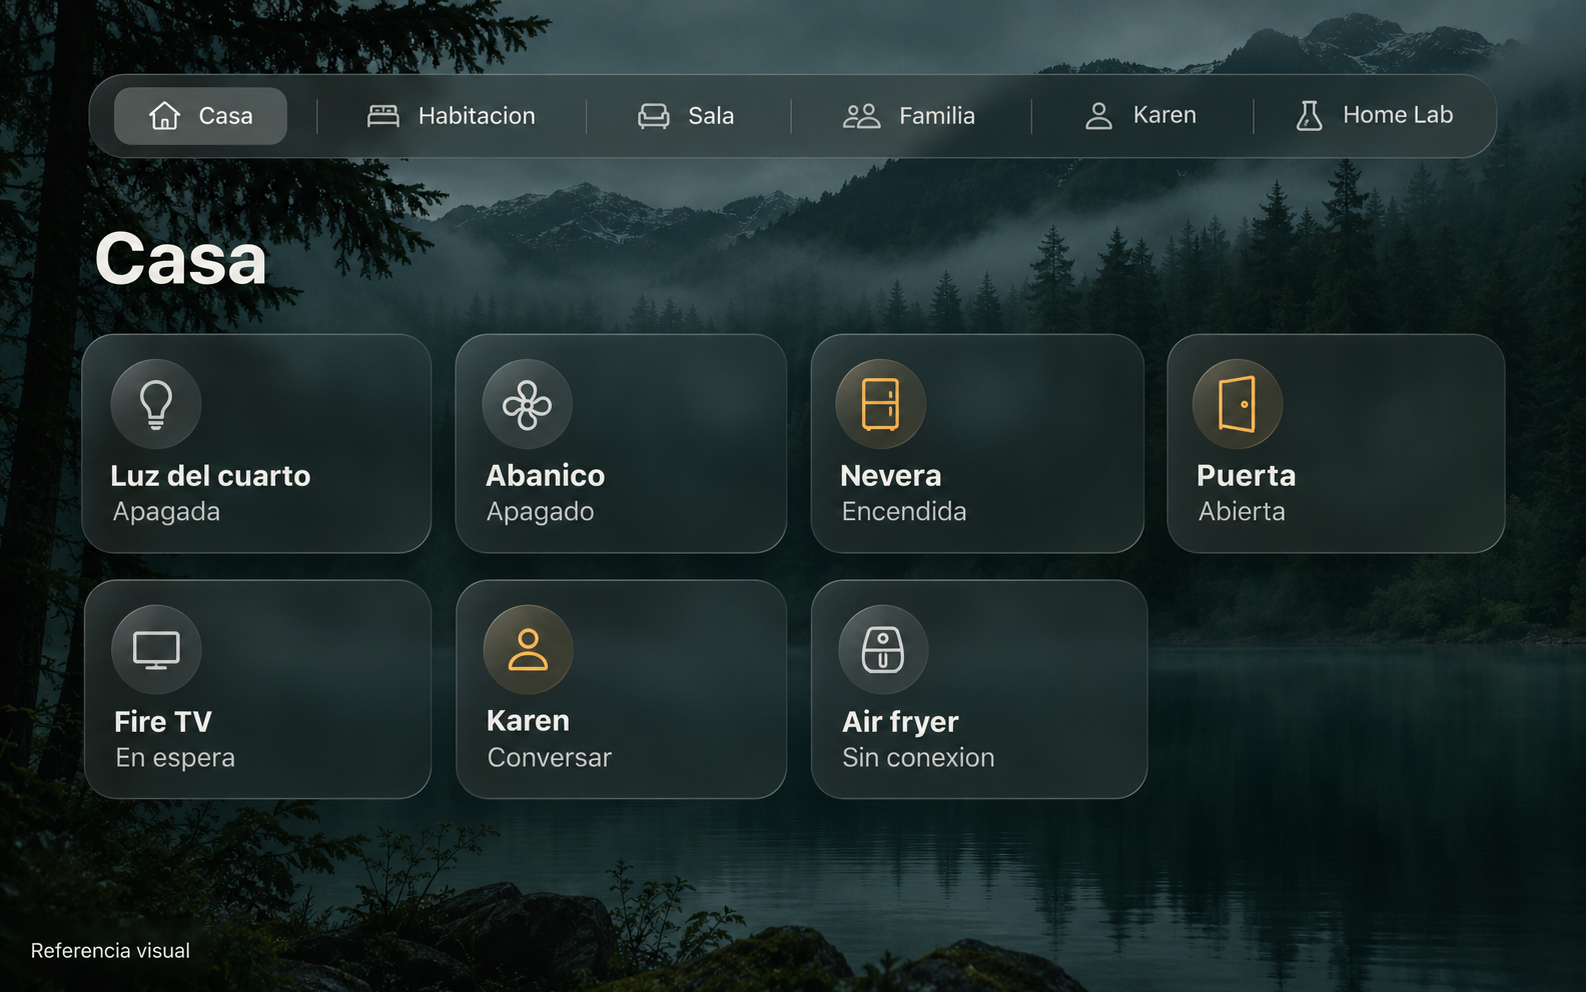 Casa
Habitacion
Sala
Familia
Karen
Home Lab
Casa
Luz del cuarto
Apagada
Abanico
Apagado
Nevera
Encendida
Puerta
Abierta
Fire TV
En espera
Karen
Conversar
Air fryer
Sin conexion
Referencia visual